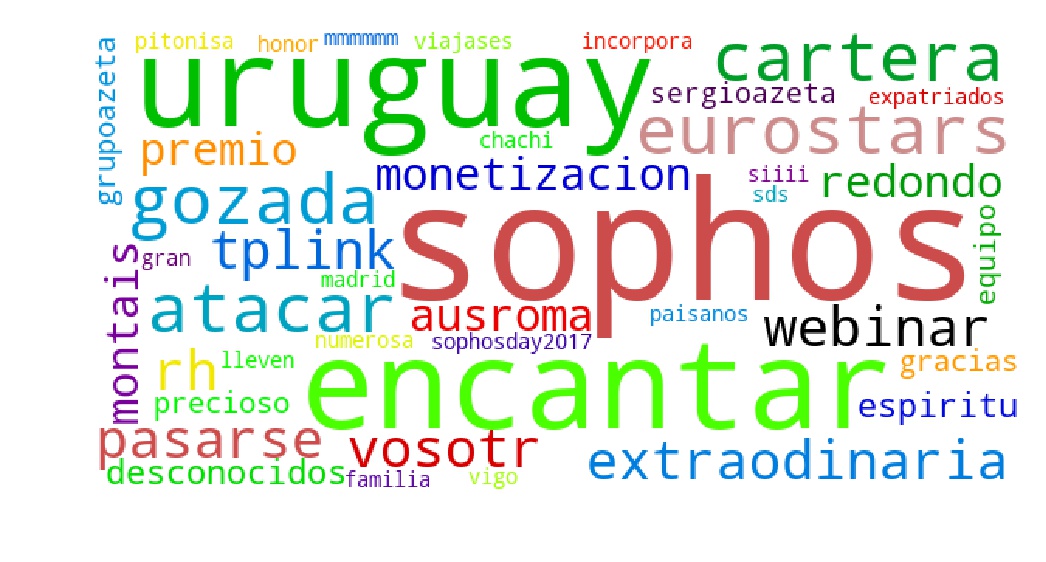 pitonisa
honor
mmmmmm
viajases
incorpora
grupoazeta
uruguay
cartera
sergioazeta
expatriados
eurostars
chachi
premio
monetizacion
siiii
redondo
sds
gozada
sophos
equipo
tplink
gran
montais
madrid
atacar
ausroma
paisanos
webinar
numerosa
sophosday2017
rh
lleven
encantar
gracias
precioso
espiritu
pasarse
vosotr
extraodinaria
desconocidos
familia
vigo